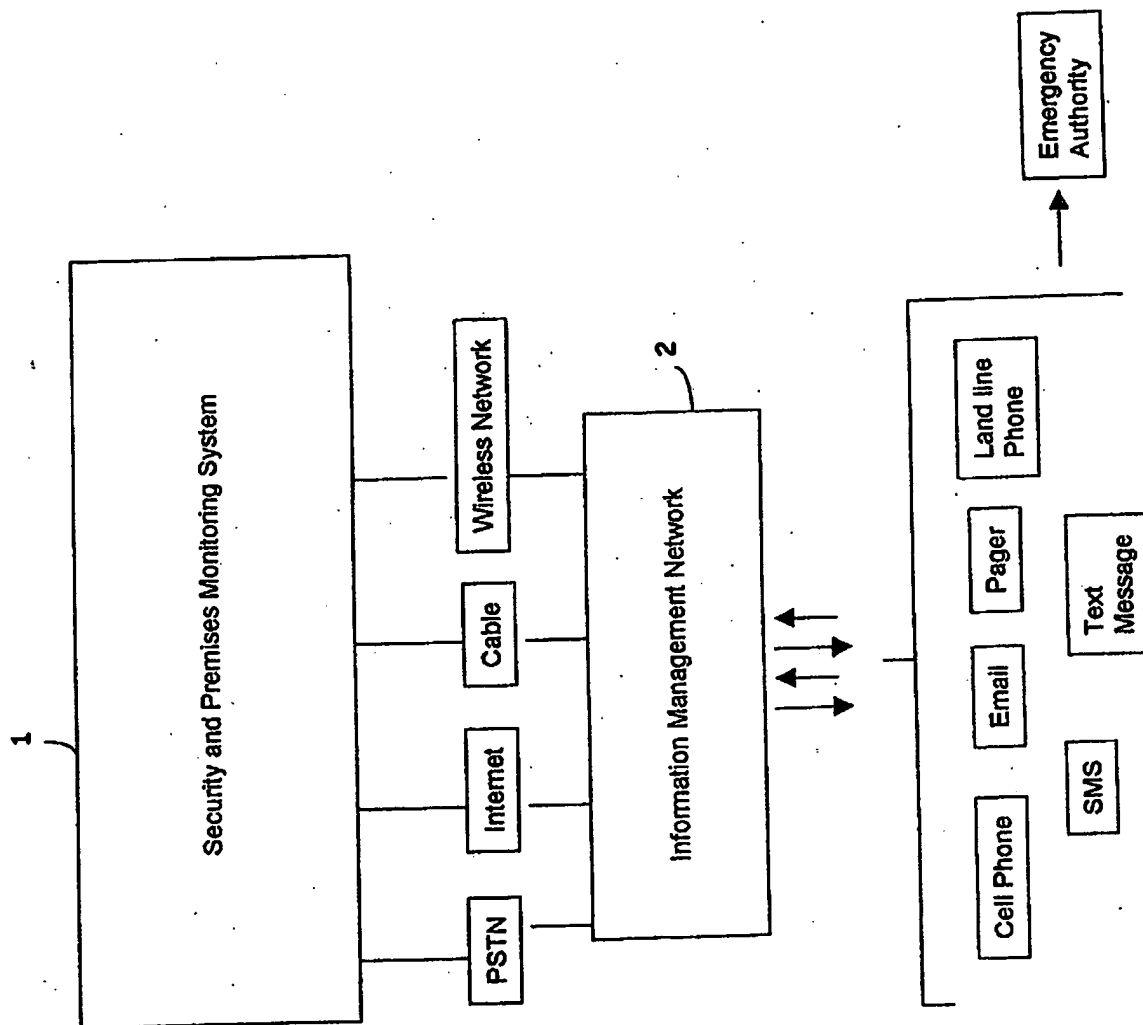 1
Security and Premises Monitoring System
PSTN
Internet
Cable
Wireless Network
2
Information Management Network
Cell Phone
Email
Pager
Land line
Phone
SMS
Text
Message
Emergency
Authority